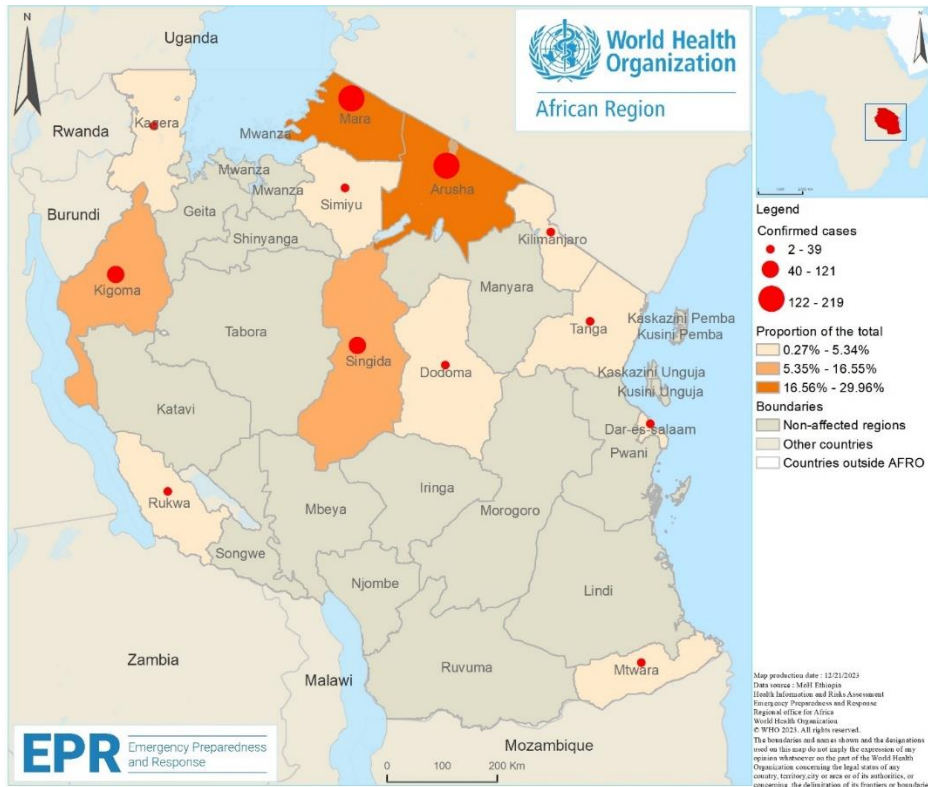 N
Uganda
World Health
Organization
African Region
N
Rwanda
Kagera
Mwanza
Mara
Mwanza
Mwanza
Simiyu
Arusha
Burundi
Geita
Shinyanga
Kilimanjaro
Kigoma
Tabora
Singida
Manyara
Dodoma
Tanga
Kaskazini Pemba
Kusini Pemba
Kaskazini Unguja
Kusini Unguja
Katavi
Dar-es-salaam
Pwani
Rukwa
Iringa
Mbeya
Morogoro
Songwe
Njombe
Lindi
Zambia
Malawi
Ruvuma
Mtwara
Mozambique
EPR
Emergency Preparedness
and Response
0
100
200 Km
Legend
Confirmed cases
2 - 39
40 - 121
122 - 219
Proportion of the total
0.27% - 5.34%
5.35% - 16.55%
16.56% - 29.96%
Boundaries
Non-affected regions
Other countries
Countries outside AFRO
Map production date : 12/21/2023
Data source : MoH Ethiopia
Health Information and Risks Assessment
Emergency Preparedness and Response
Regional office for Africa
World Health Organization
© WHO 2023. All rights reserved.
The boundaries and names shown and the designations
used on this map do not imply the expression of any
opinion whatsoever on the part of the World Health
Organization concerning the legal status of any
country, territory,city or area or of its authorities, or
concerning the delimitation of its frontiers or boundaries